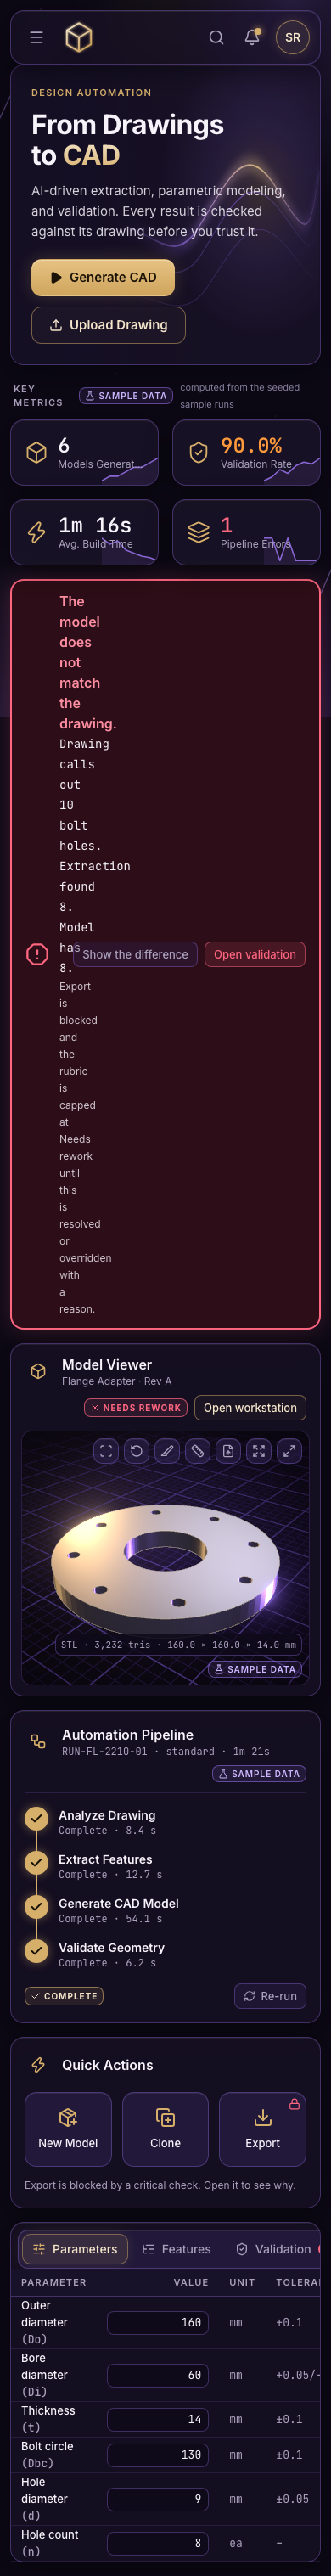 SR
DESIGN AUTOMATION
From Drawings
to CAD
AI-driven extraction, parametric modeling,
and validation. Every result is checked
against its drawing before you trust it.
Generate CAD
Upload Drawing
KEY
METRICS
SAMPLE DATA
computed from the seeded
sample runs
6
Models Generat...
90.0%
Validation Rate
1m 16s
Avg. Build Time
1
Pipeline Errors
The
model
does
not
match
the
drawing.
Drawing
calls
out
10
bolt
holes.
Extraction
found
8.
Model
has
8.
Show the difference
Open validation
Export
is
blocked
and
the
rubric
is
capped
at
Needs
rework
until
this
is
resolved
or
overridden
with
a
reason.
Model Viewer
Flange Adapter · Rev A
NEEDS REWORK
Open workstation
STL · 3,232 tris · 160.0 × 160.0 × 14.0 mm
SAMPLE DATA
Automation Pipeline
RUN-FL-2210-01 · standard · 1m 21s
SAMPLE DATA
Analyze Drawing
Complete · 8.4 s
Extract Features
Complete · 12.7 s
Generate CAD Model
Complete · 54.1 s
Validate Geometry
Complete · 6.2 s
COMPLETE
Re-run
Quick Actions
New Model
Clone
Export
Export is blocked by a critical check. Open it to see why.
Parameters
Features
Validation
PARAMETER VALUE UNIT TOLERA
Outer
diameter
(Do)
160 mm ±0.1
Bore
diameter
(Di)
60 mm +0.05/-
Thickness
(t)
14 mm ±0.1
Bolt circle
(Dbc)
130 mm ±0.1
Hole
diameter
(d)
9 mm ±0.05
Hole count
(n)
8 ea –